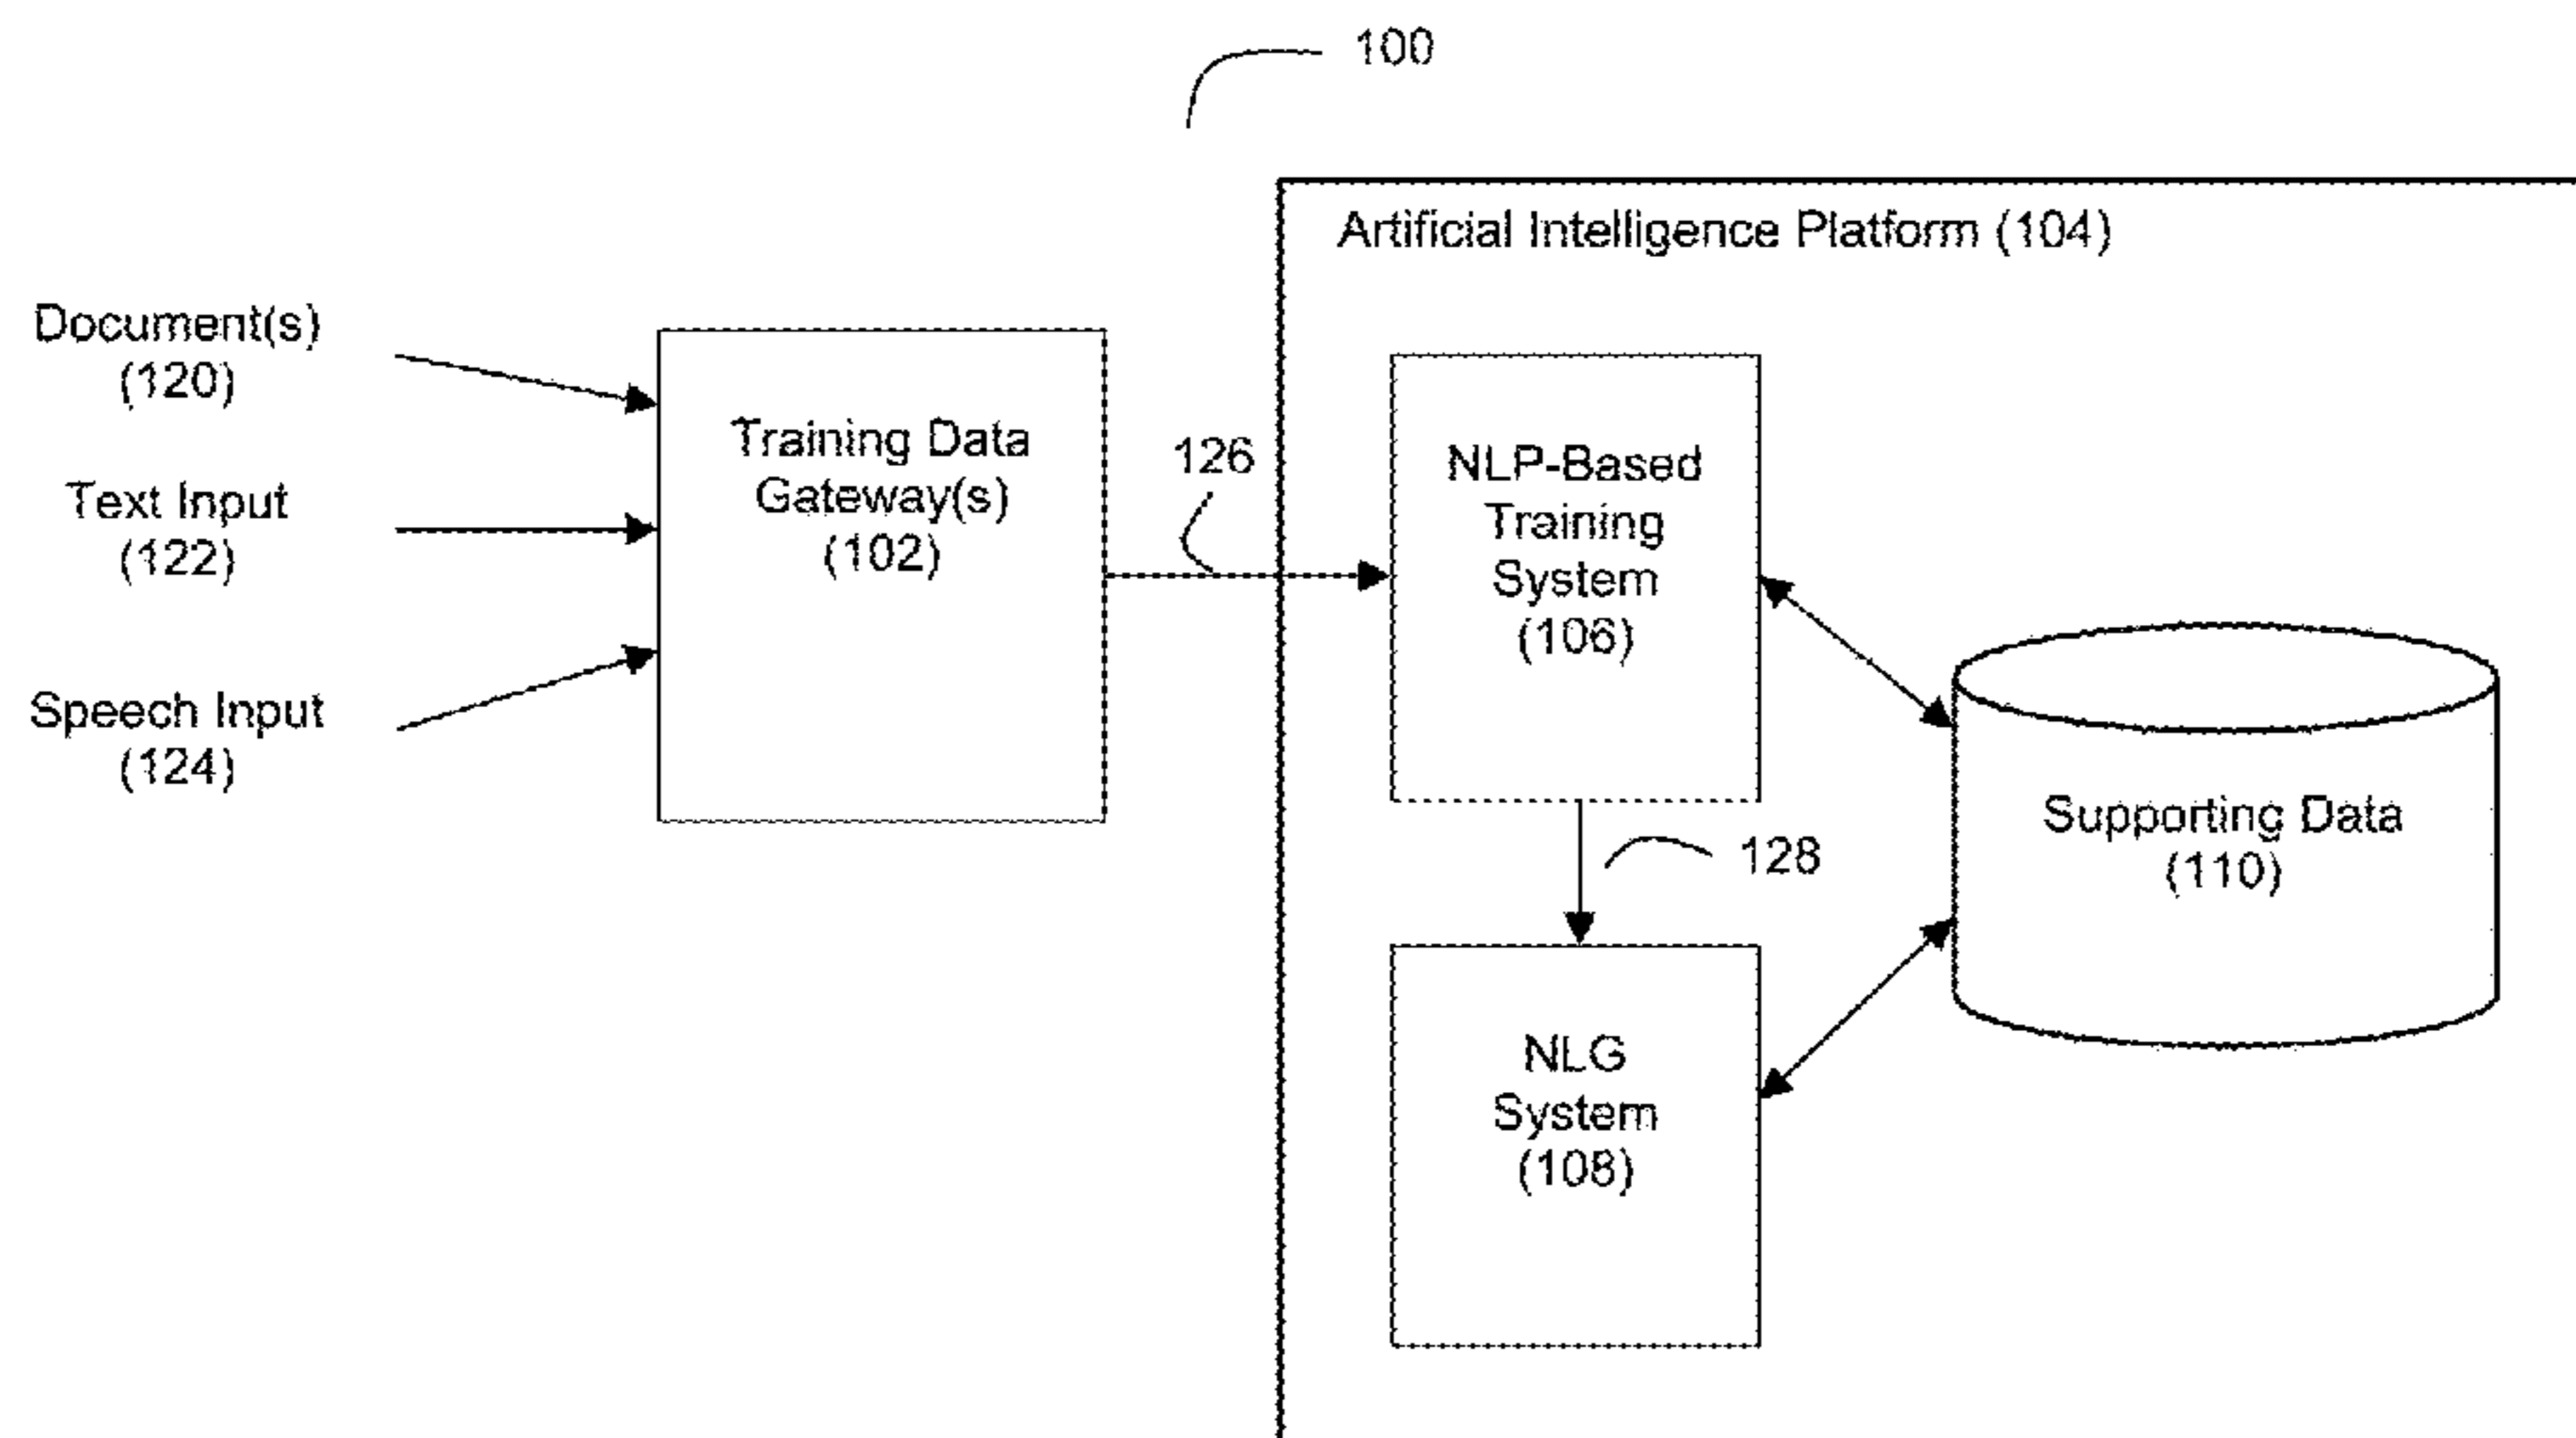 100
Artificial Intelligence Platform (104)
Document(s)
(120)
Text Input
(122)
Speech Input
(124)
Training Data
Gateway(s)
(102)
126
NLP-Based
Training
System
(106)
128
Supporting Data
(110)
NLG
System
(108)